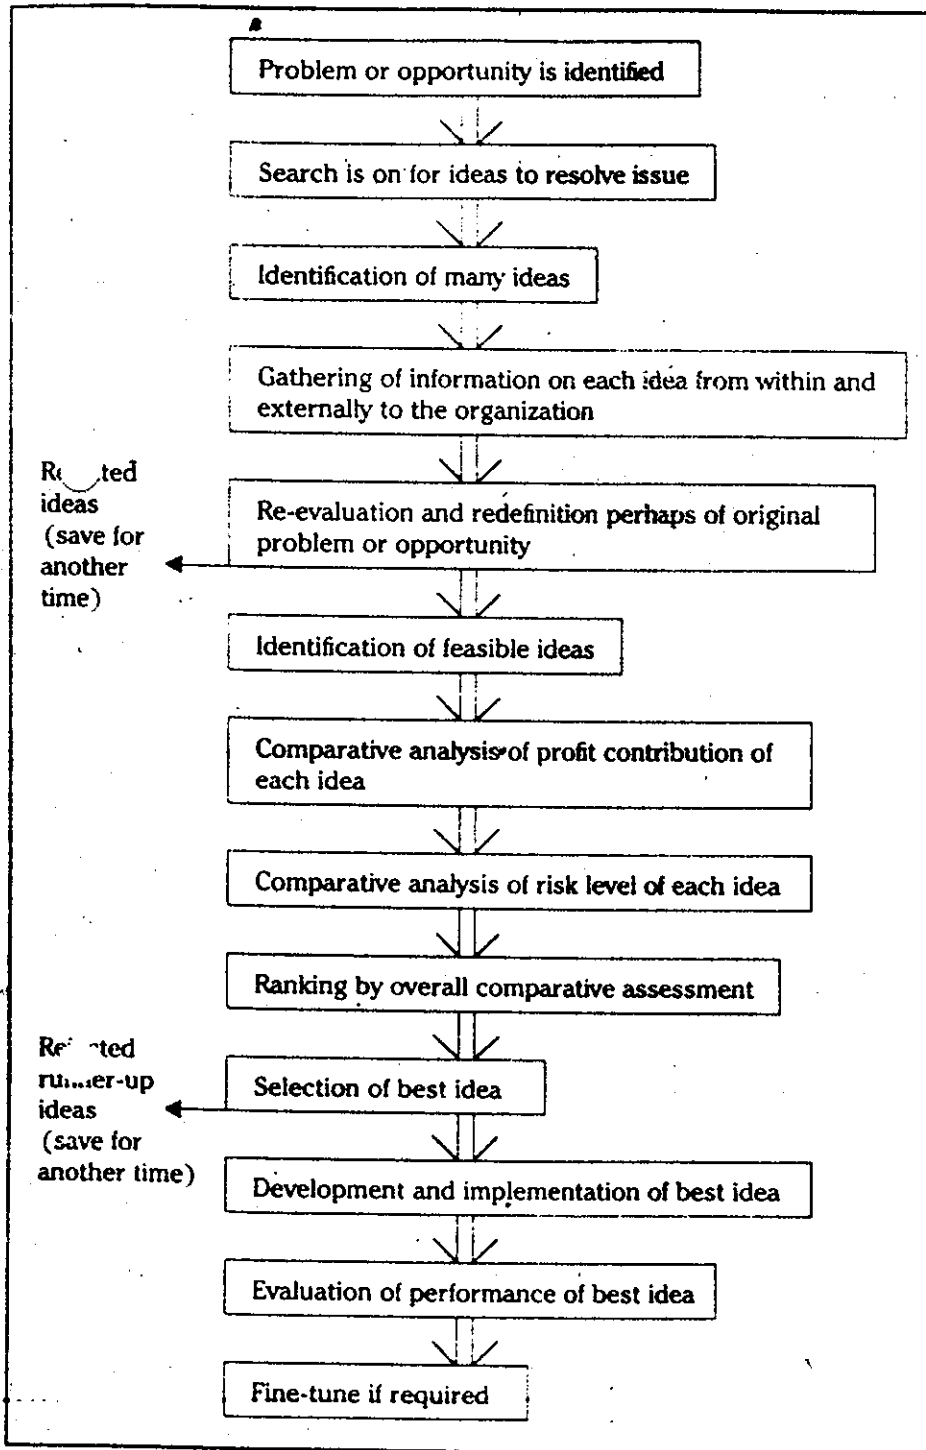 Problem or opportunity is identified
Search is on for ideas to resolve issue
Identification of many ideas
Gathering of information on each idea from within and
externally to the organization
Re-evaluation and redefinition perhaps of original
problem or opportunity
ideas
(save for
another
time)
Identification of feasible ideas
Comparative analysis of profit contribution of
each idea
Comparative analysis of risk level of each idea
Ranking by overall comparative assessment
Selection of best idea
ideas
(save for
another time)
Development and implementation of best idea
Evaluation of performance of best idea
Fine-tune if required